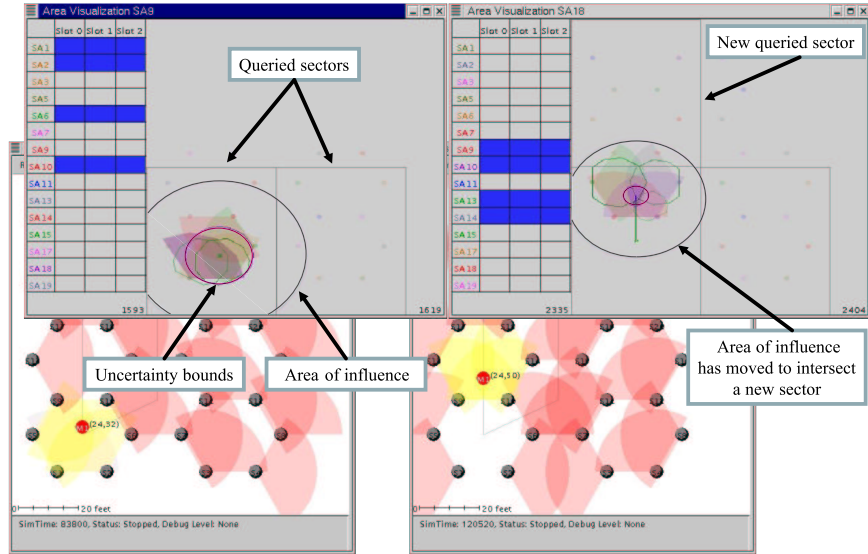 Area Visualization SA9
Slot 0 Slot 1 Slot 2
SA1
SA2
SA3
SA5
SA6
SA7
SA9
SA10
SA11
SA13
SA14
SA15
SA17
SA18
SA19
1593
1619
Queried sectors
Uncertainty bounds
Area of influence
Area Visualization SA18
Slot 0 Slot 1 Slot 2
SA1
SA2
SA3
SA5
SA6
SA7
SA9
SA10
SA11
SA13
SA14
SA15
SA17
SA18
SA19
2335
2404
New queried sector
Area of influence
has moved to intersect
a new sector
M1 (24,32)
20 feet
SimTime: 83800, Status: Stopped, Debug Level: None
M1 (24,50)
20 feet
SimTime: 120520, Status: Stopped, Debug Level: None